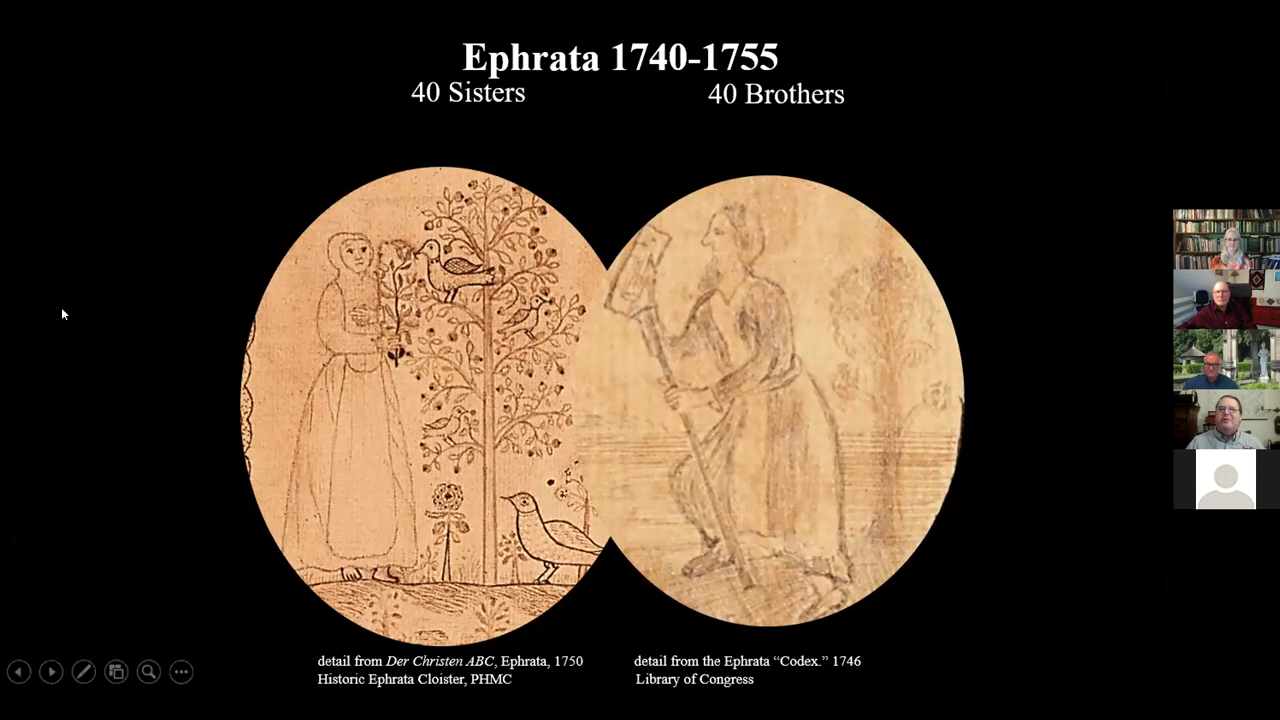 Ephrata 1740-1755
40 Sisters
40 Brothers
detail from Der Christen ABC, Ephrata, 1750
Historic Ephrata Cloister, PHMC
detail from the Ephrata “Codex.” 1746
Library of Congress